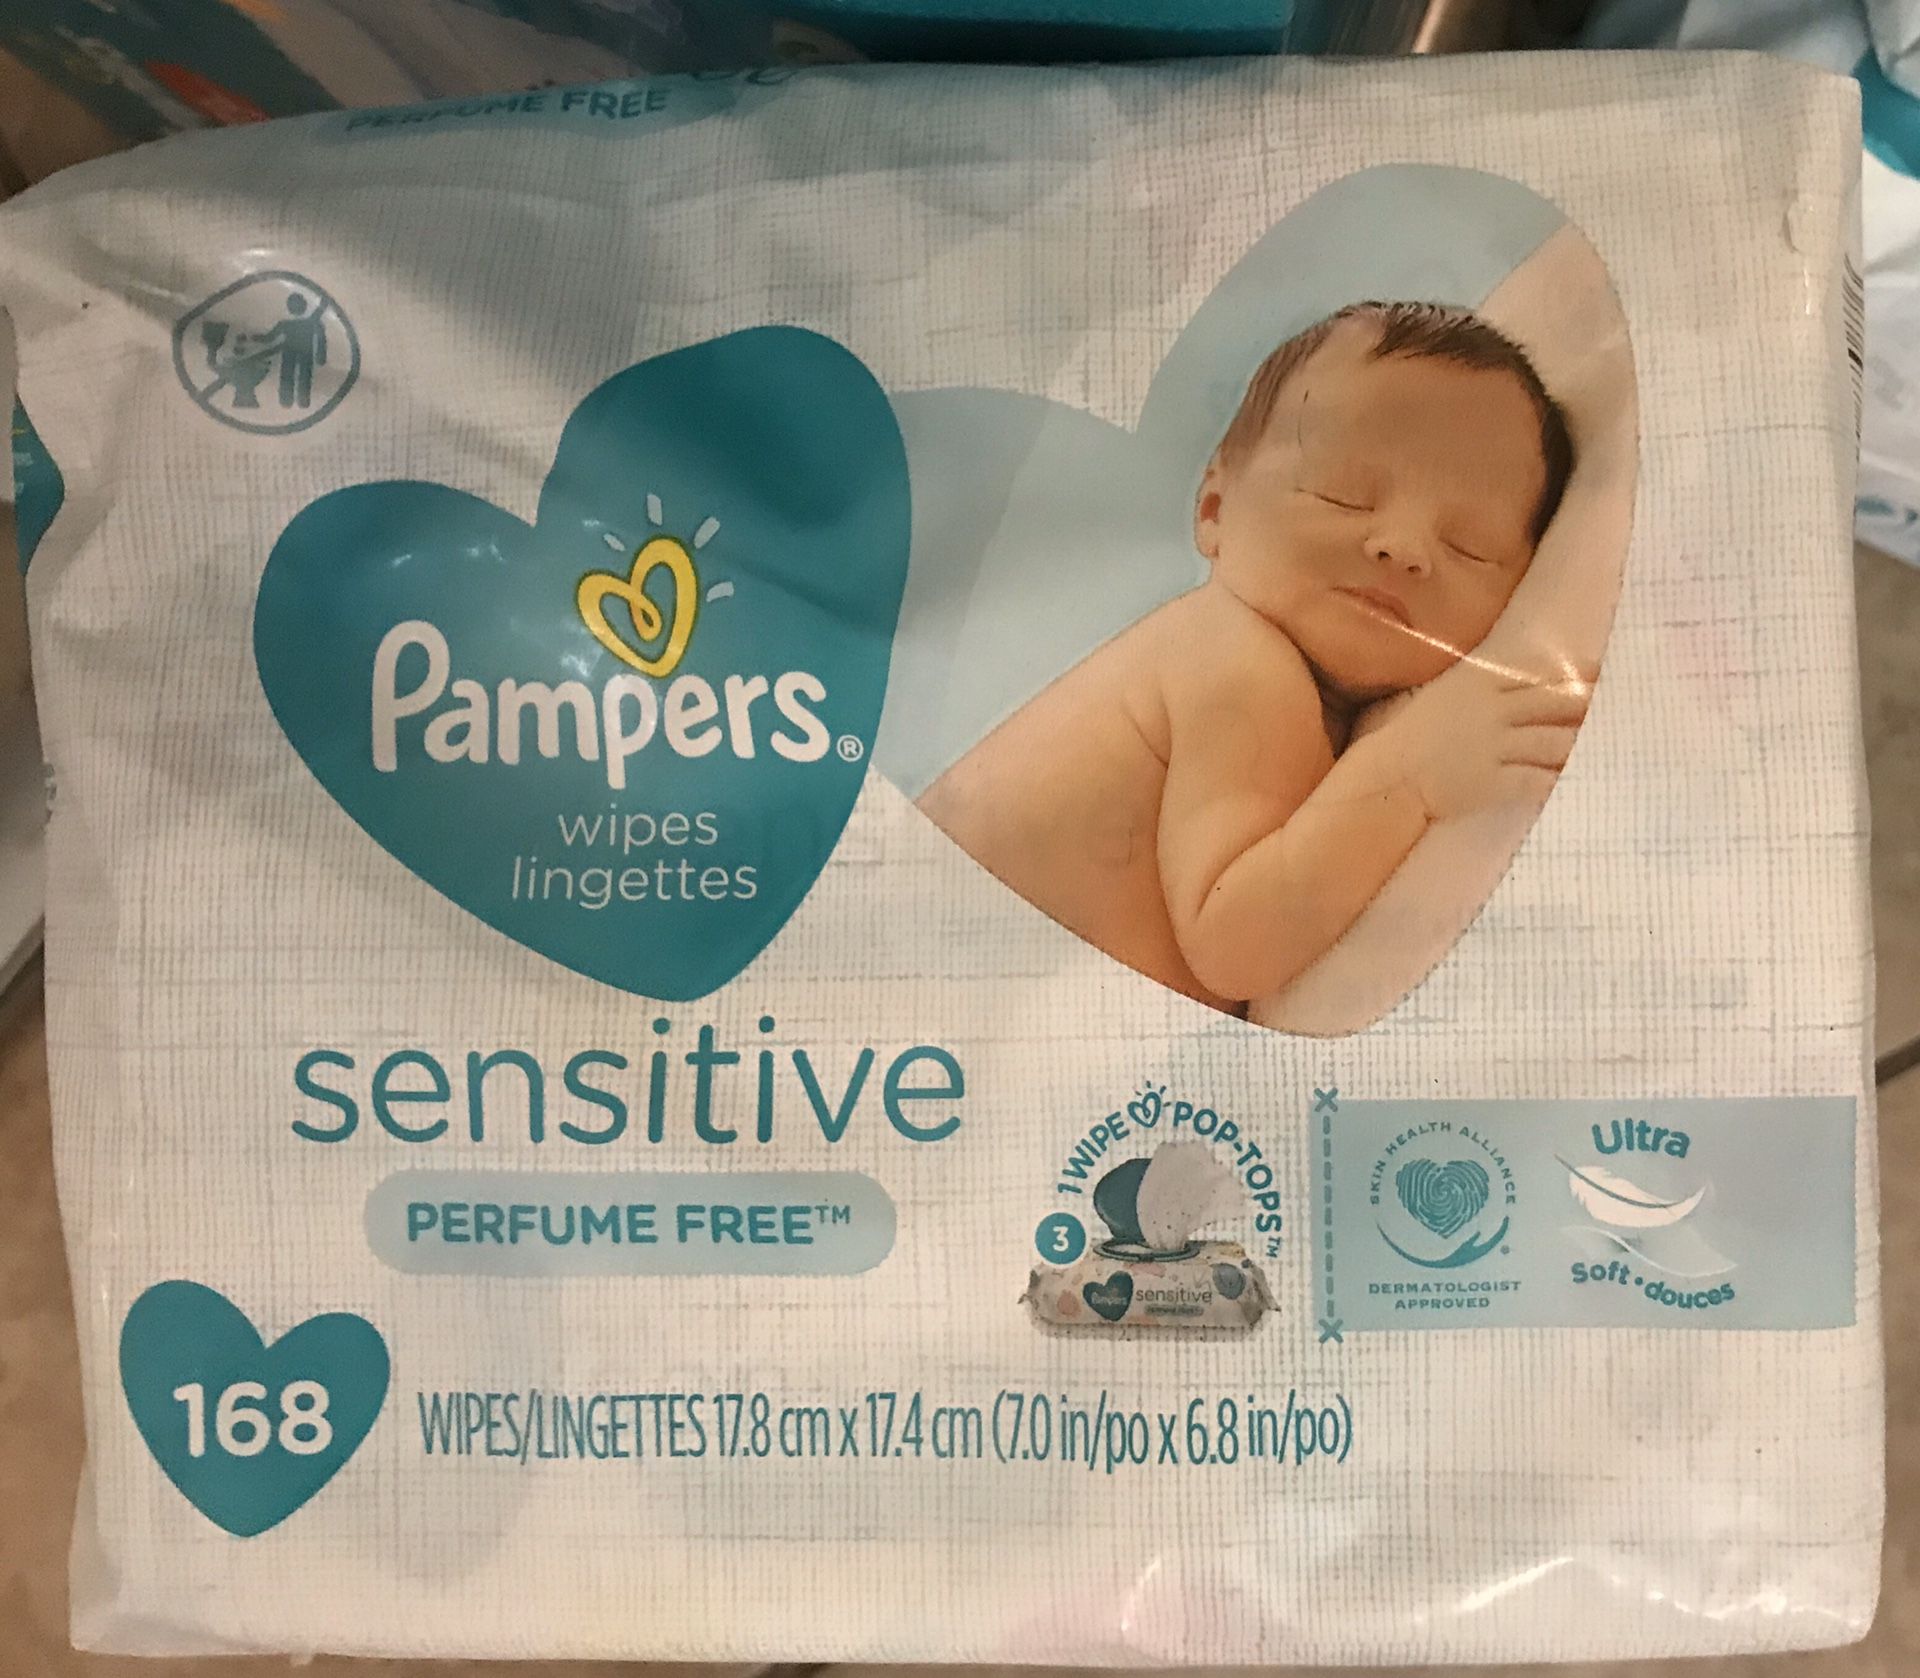 PERFUME FREE
Pampers®
wipes
lingettes
sensitive
PERFUME FREE™
1 WIPE POP-TOPS™
3
Pampers sensitive
SKIN HEALTH ALLIANCE
DERMATOLOGIST
APPROVED
Ultra
Soft • douces
168
WIPES/LINGETTES 17.8 cm x 17.4 cm (7.0 in/po x 6.8 in/po)